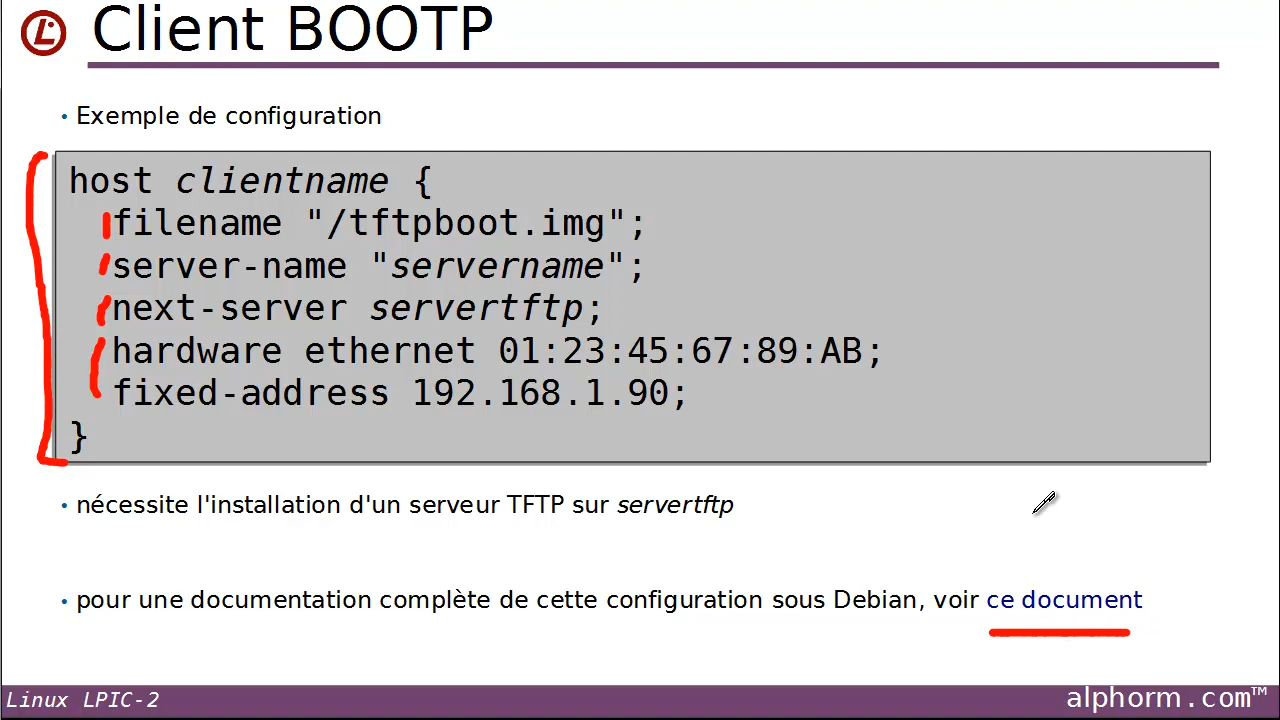 Client BOOTP
• Exemple de configuration
host clientname {
filename "/tftpboot.img";
server-name "servername";
next-server servertftp;
hardware ethernet 01:23:45:67:89:AB;
fixed-address 192.168.1.90;
}
• nécessite l'installation d'un serveur TFTP sur servertftp
• pour une documentation complète de cette configuration sous Debian, voir ce document
Linux LPIC-2
alphorm.com™